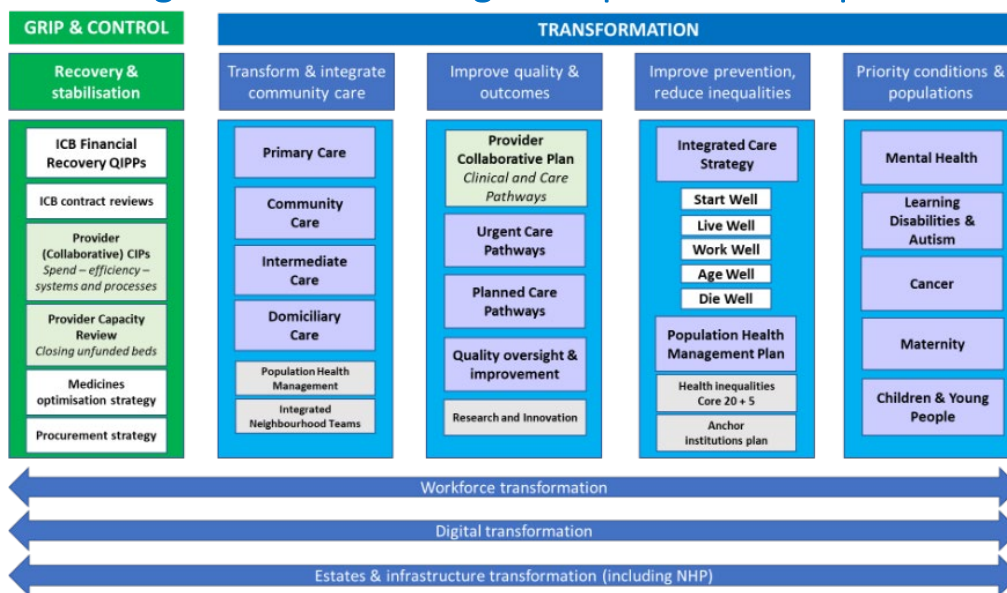 GRIP & CONTROL
TRANSFORMATION
Recovery &
stabilisation
ICB Financial
Recovery QIPPs
ICB contract reviews
Provider
(Collaborative) CIPs
Spend – efficiency –
systems and processes
Provider Capacity
Review
Closing unfunded beds
Medicines
optimisation strategy
Procurement strategy
Transform & integrate
community care
Primary Care
Community
Care
Intermediate
Care
Domiciliary
Care
Population Health
Management
Integrated
Neighbourhood Teams
Improve quality &
outcomes
Provider
Collaborative Plan
Clinical and Care
Pathways
Urgent Care
Pathways
Planned Care
Pathways
Quality oversight &
improvement
Research and Innovation
Improve prevention,
reduce inequalities
Integrated Care
Strategy
Start Well
Live Well
Work Well
Age Well
Die Well
Population Health
Management Plan
Health inequalities
Core 20 + 5
Anchor
institutions plan
Priority conditions &
populations
Mental Health
Learning
Disabilities &
Autism
Cancer
Maternity
Children & Young
People
Workforce transformation
Digital transformation
Estates & infrastructure transformation (including NHP)